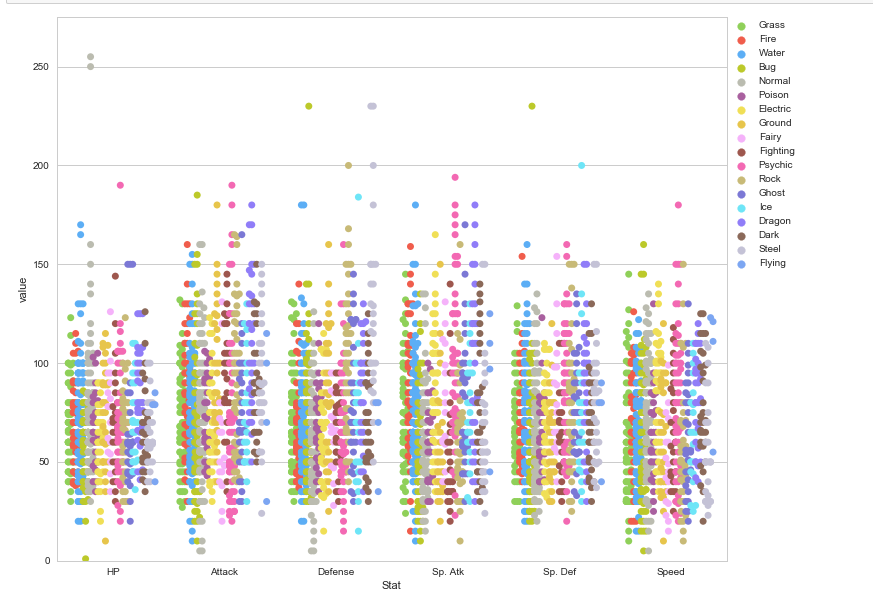 Grass
Fire
Water
Bug
Normal
Poison
Electric
Ground
Fairy
Fighting
Psychic
Rock
Ghost
Ice
Dragon
Dark
Steel
Flying
250
200
150
100
50
0
value
HP Attack Defense Sp. Atk Sp. Def Speed
Stat